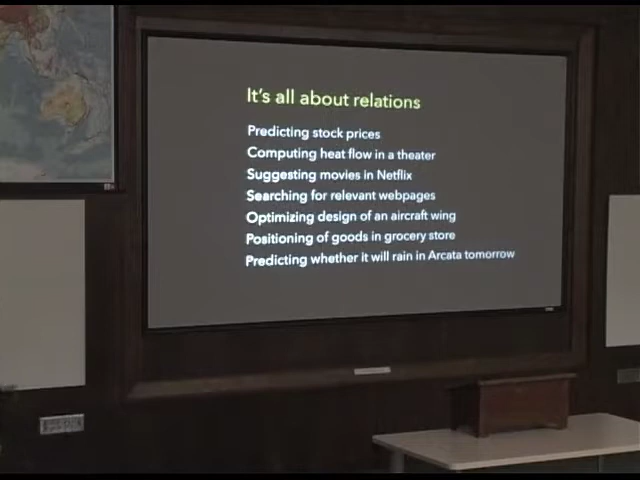 It's all about relations
Predicting stock prices
Computing heat flow in a theater
Suggesting movies in Netflix
Searching for relevant webpages
Optimizing design of an aircraft wing
Positioning of goods in grocery store
Predicting whether it will rain in Arcata tomorrow